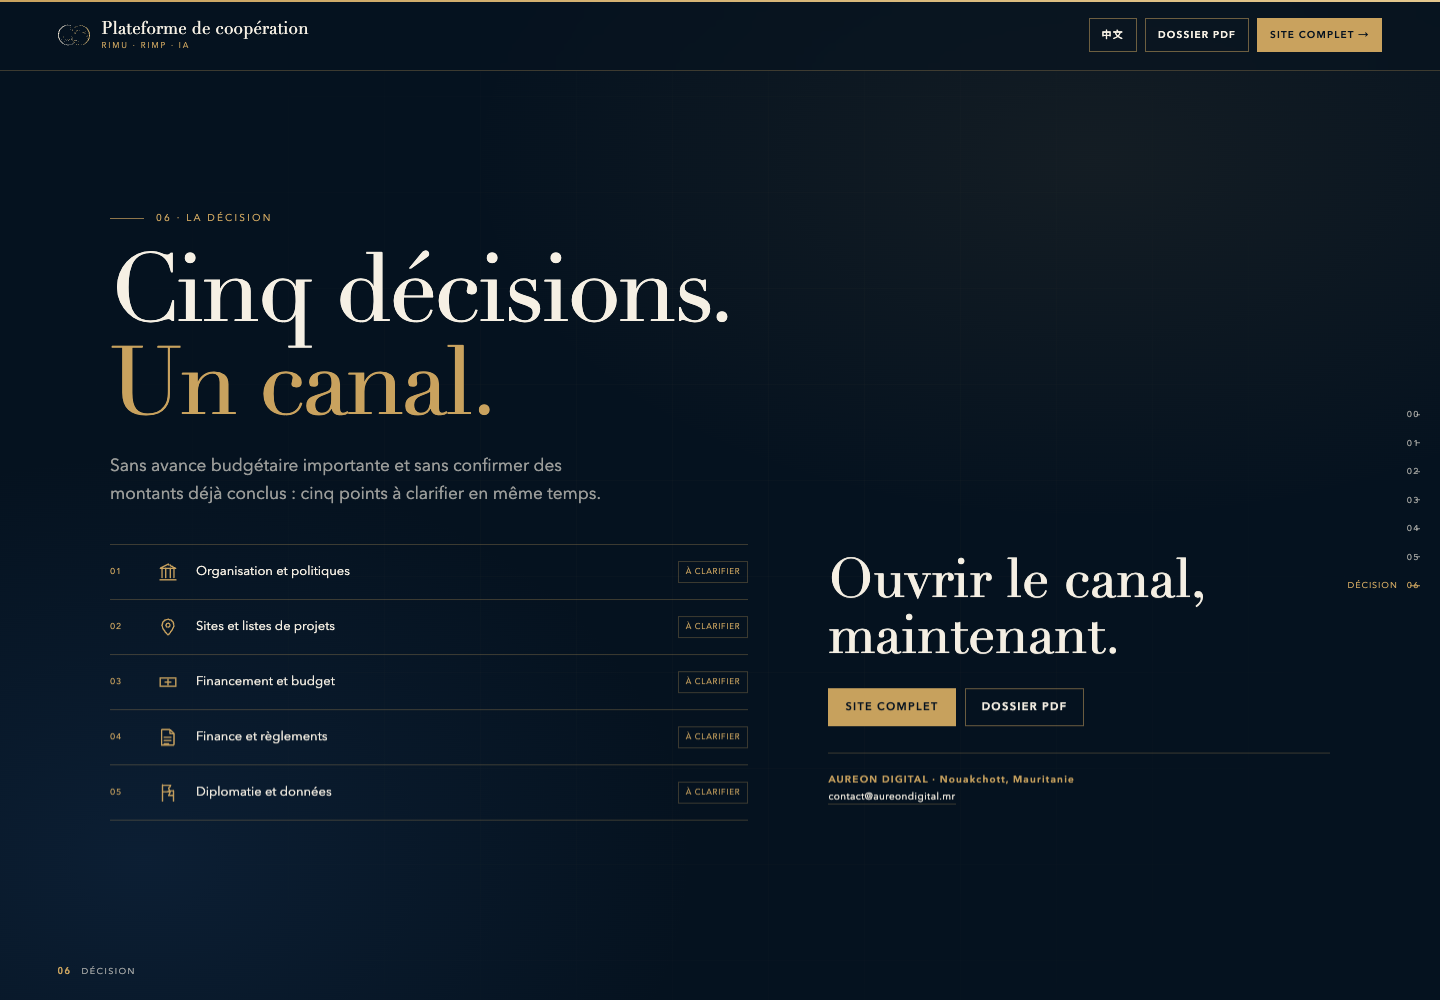 Plateforme de coopération
RIMU · RIMP · IA
中文
DOSSIER PDF
SITE COMPLET →
06 · LA DÉCISION
Cinq décisions.
Un canal.
Sans avance budgétaire importante et sans confirmer des
montants déjà conclus : cinq points à clarifier en même temps.
01 Organisation et politiques À CLARIFIER
02 Sites et listes de projets À CLARIFIER
03 Financement et budget À CLARIFIER
04 Finance et règlements À CLARIFIER
05 Diplomatie et données À CLARIFIER
Ouvrir le canal,
maintenant.
SITE COMPLET
DOSSIER PDF
AUREON DIGITAL · Nouakchott, Mauritanie
contact@aureondigital.mr
00
01
02
03
04
05
DÉCISION 06
06 DÉCISION